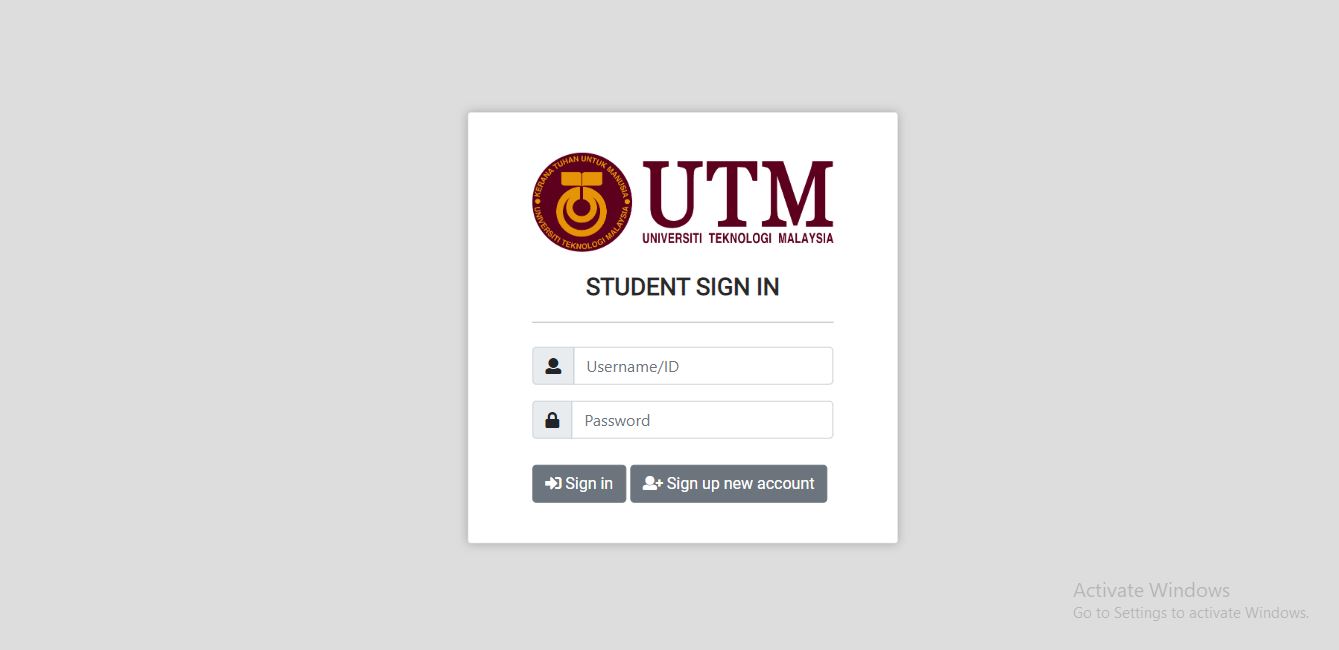 KERANA TUHAN UNTUK MANUSIA
UNIVERSITI TEKNOLOGI MALAYSIA
UTM
UNIVERSITI TEKNOLOGI MALAYSIA
STUDENT SIGN IN
Username/ID
Password
Sign in
Sign up new account
Activate Windows
Go to Settings to activate Windows.